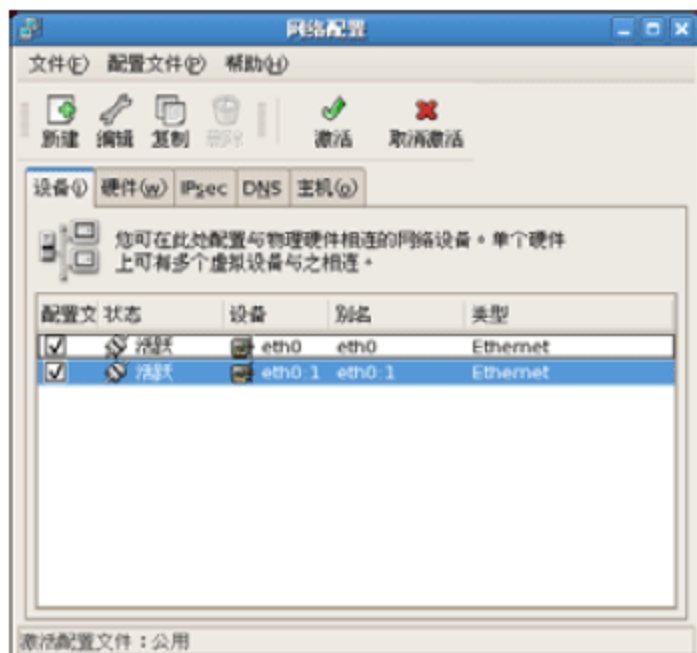 网络配置
文件(F) 配置文件(P) 帮助(H)
新建 编辑 复制 删除 激活 取消激活
设备(I) 硬件(w) IPsec DNS 主机(o)
您可在此处配置与物理硬件相连的网络设备。单个硬件
上可有多个虚拟设备与之相连。
配置文 状态 设备 别名 类型
活跃 eth0 eth0 Ethernet
活跃 eth0:1 eth0:1 Ethernet
激活配置文件：公用